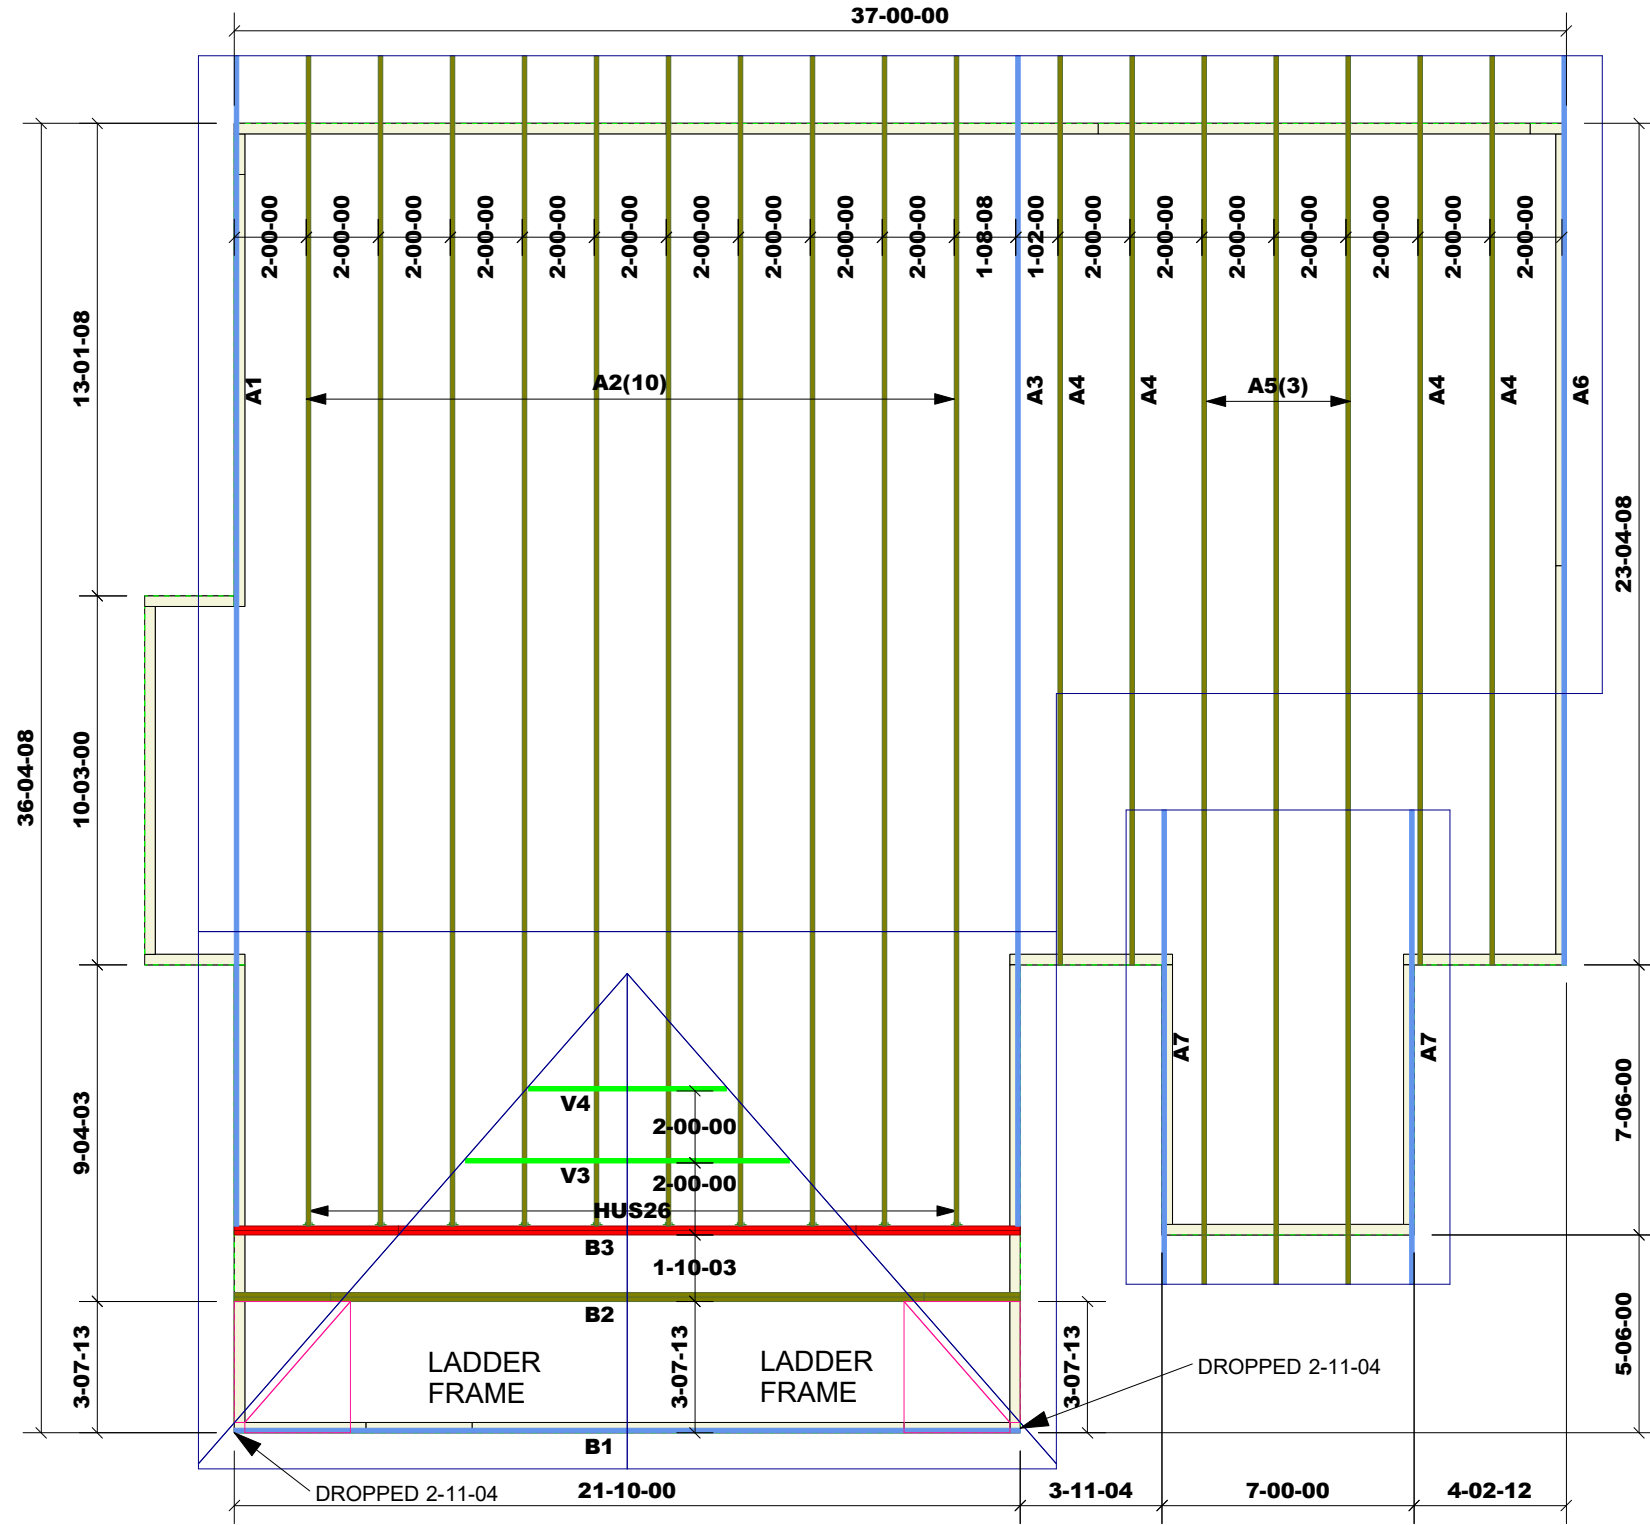 37-00-00
2-00-00
2-00-00
2-00-00
2-00-00
2-00-00
2-00-00
2-00-00
2-00-00
2-00-00
2-00-00
1-08-08
1-02-00
2-00-00
2-00-00
2-00-00
2-00-00
2-00-00
2-00-00
2-00-00
13-01-08
A1
A2(10)
A3
A4
A4
A5(3)
A4
A4
A6
23-04-08
36-04-08
10-03-00
9-04-03
V4
2-00-00
V3
2-00-00
HUS26
A7
A7
7-06-00
B3
1-10-03
B2
3-07-13
LADDER
FRAME
3-07-13
LADDER
FRAME
3-07-13
DROPPED 2-11-04
5-06-00
B1
DROPPED 2-11-04
21-10-00
3-11-04
7-00-00
4-02-12